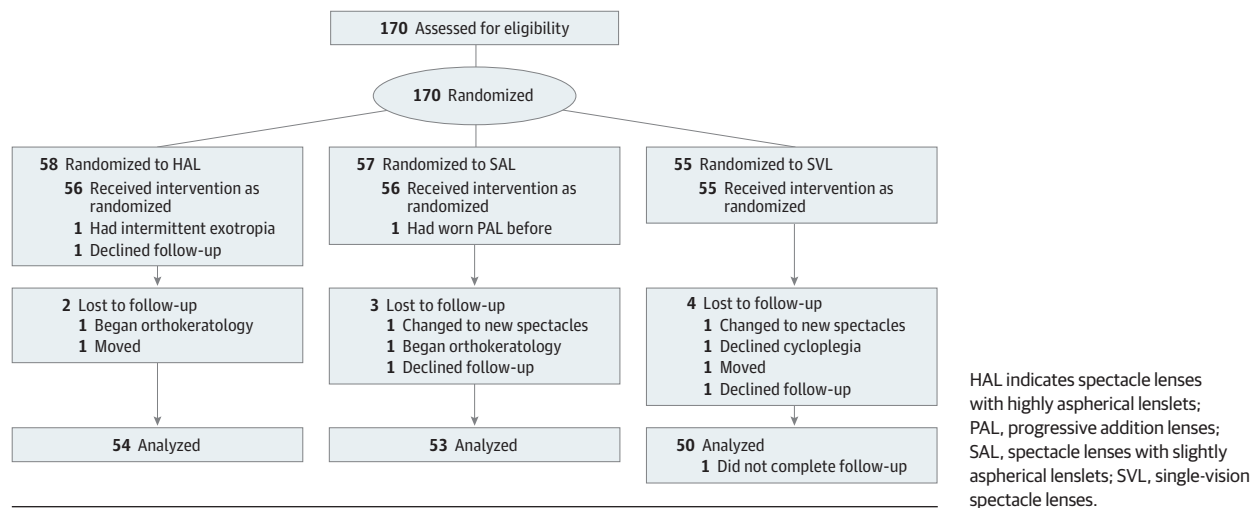 170 Assessed for eligibility
170 Randomized
58 Randomized to HAL
56 Received intervention as
randomized
1 Had intermittent exotropia
1 Declined follow-up
57 Randomized to SAL
56 Received intervention as
randomized
1 Had worn PAL before
55 Randomized to SVL
55 Received intervention as
randomized
2 Lost to follow-up
1 Began orthokeratology
1 Moved
3 Lost to follow-up
1 Changed to new spectacles
1 Began orthokeratology
1 Declined follow-up
4 Lost to follow-up
1 Changed to new spectacles
1 Declined cycloplegia
1 Moved
1 Declined follow-up
54 Analyzed
53 Analyzed
50 Analyzed
1 Did not complete follow-up
HAL indicates spectacle lenses
with highly aspherical lenslets;
PAL, progressive addition lenses;
SAL, spectacle lenses with slightly
aspherical lenslets; SVL, single-vision
spectacle lenses.